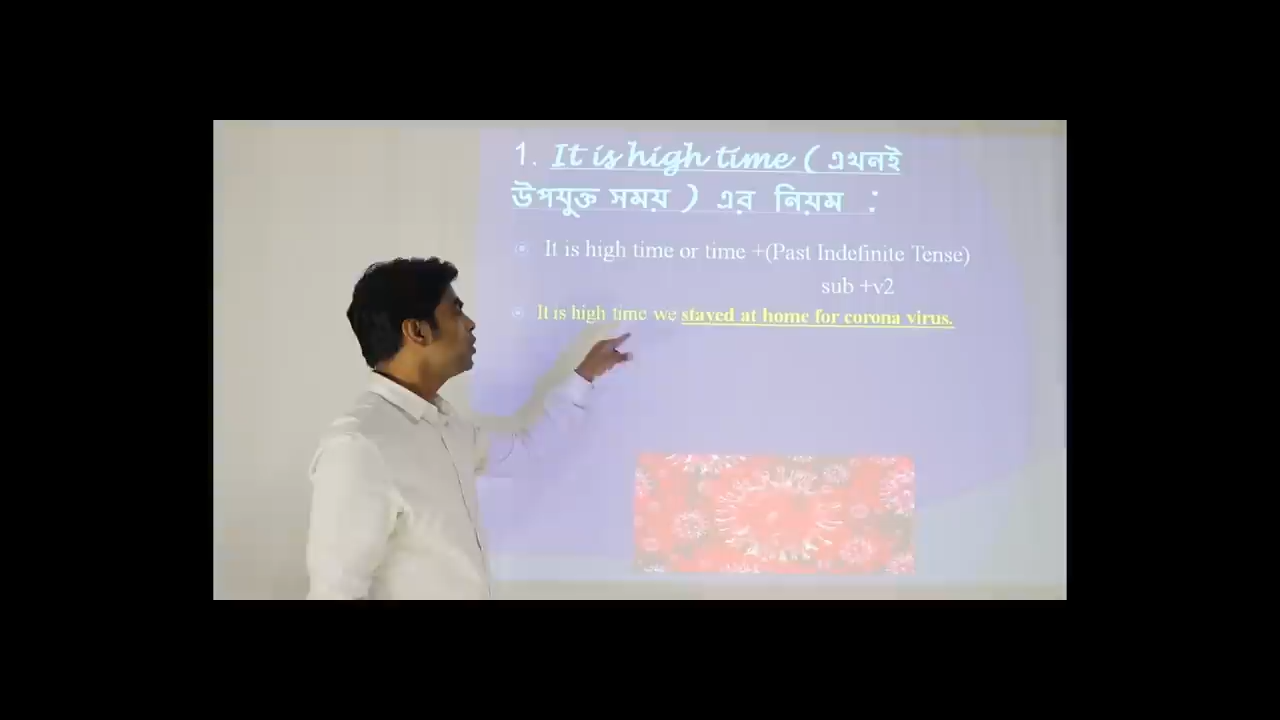 1. It is high time ( এখনই
উপযুক্ত সময় ) এর নিয়ম :
It is high time or time +(Past Indefinite Tense)
sub +v2
It is high time we stayed at home for corona virus.